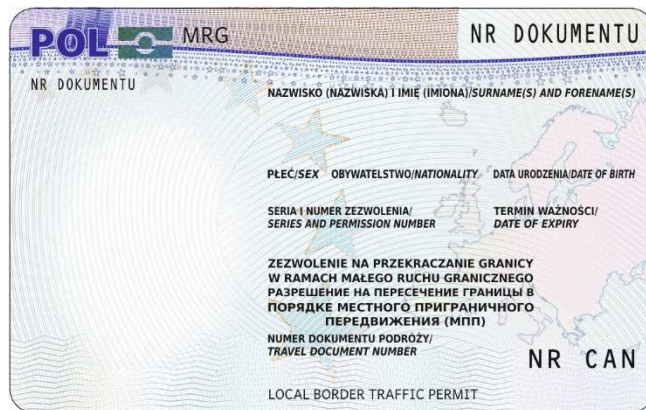 POL MRG NR DOKUMENTU
NR DOKUMENTU
NAZWISKO (NAZWISKA) I IMIĘ (IMIONA)/SURNAME(S) AND FORENAME(S)
PŁEĆ/SEX OBYWATELSTWO/NATIONALITY DATA URODZENIA/DATE OF BIRTH
SERIA I NUMER ZEZWOLENIA/ TERMIN WAŻNOŚCI/
SERIES AND PERMISSION NUMBER DATE OF EXPIRY
ZEZWOLENIE NA PRZEKRACZANIE GRANICY
W RAMACH MAŁEGO RUCHU GRANICZNEGO
РАЗРЕШЕНИЕ НА ПЕРЕСЕЧЕНИЕ ГРАНИЦЫ В
ПОРЯДКЕ МЕСТНОГО ПРИГРАНИЧНОГО
ПЕРЕДВИЖЕНИЯ (МПП)
NUMER DOKUMENTU PODRÓŻY/
TRAVEL DOCUMENT NUMBER
NR CAN
LOCAL BORDER TRAFFIC PERMIT